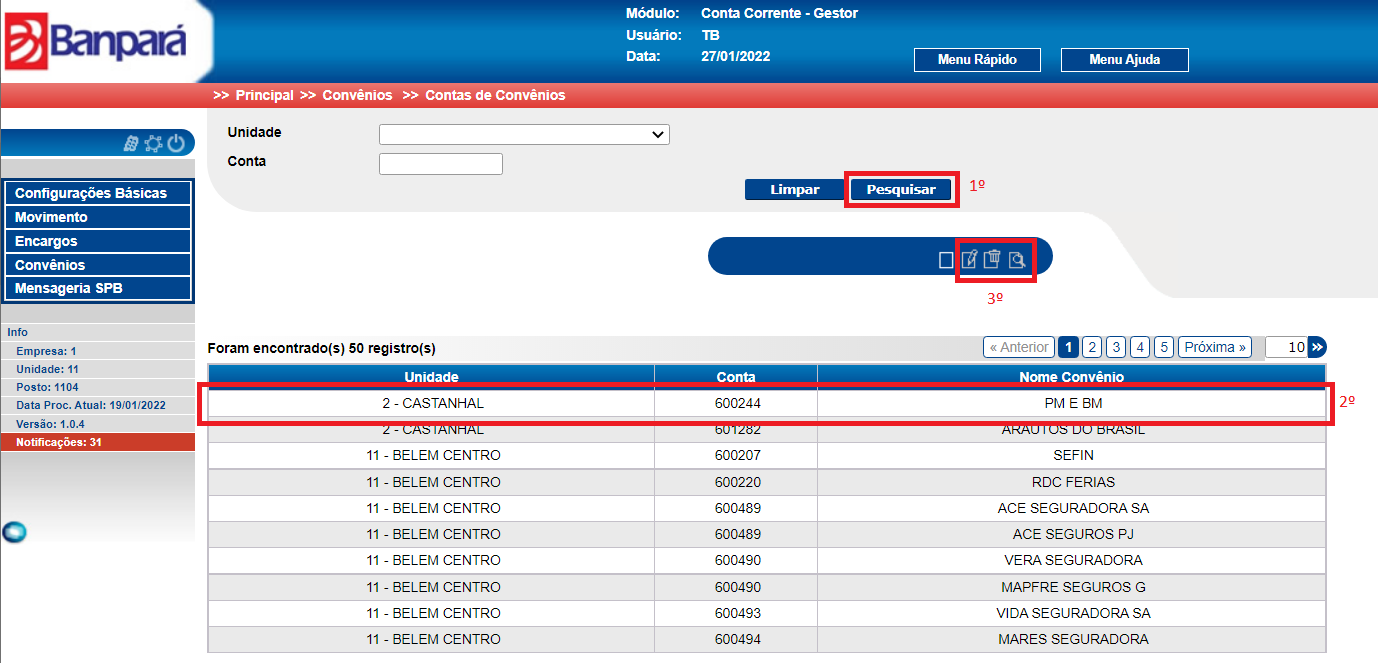 Banpará
Módulo: Conta Corrente - Gestor
Usuário: TB
Data: 27/01/2022
Menu Rápido Menu Ajuda
>> Principal >> Convênios >> Contas de Convênios
Unidade
Conta
Limpar Pesquisar 1º
3º
Configurações Básicas
Movimento
Encargos
Convênios
Mensageria SPB
Info
Empresa: 1
Unidade: 11
Posto: 1104
Data Proc. Atual: 19/01/2022
Versão: 1.0.4
Notificações: 31
Foram encontrado(s) 50 registro(s) « Anterior 1 2 3 4 5 Próxima » 10
Unidade Conta Nome Convênio
2 - CASTANHAL 600244 PM E BM 2º
2 - CASTANHAL 601282 ARAUTOS DO BRASIL
11 - BELEM CENTRO 600207 SEFIN
11 - BELEM CENTRO 600220 RDC FERIAS
11 - BELEM CENTRO 600489 ACE SEGURADORA SA
11 - BELEM CENTRO 600489 ACE SEGUROS PJ
11 - BELEM CENTRO 600490 VERA SEGURADORA
11 - BELEM CENTRO 600490 MAPFRE SEGUROS G
11 - BELEM CENTRO 600493 VIDA SEGURADORA SA
11 - BELEM CENTRO 600494 MARES SEGURADORA